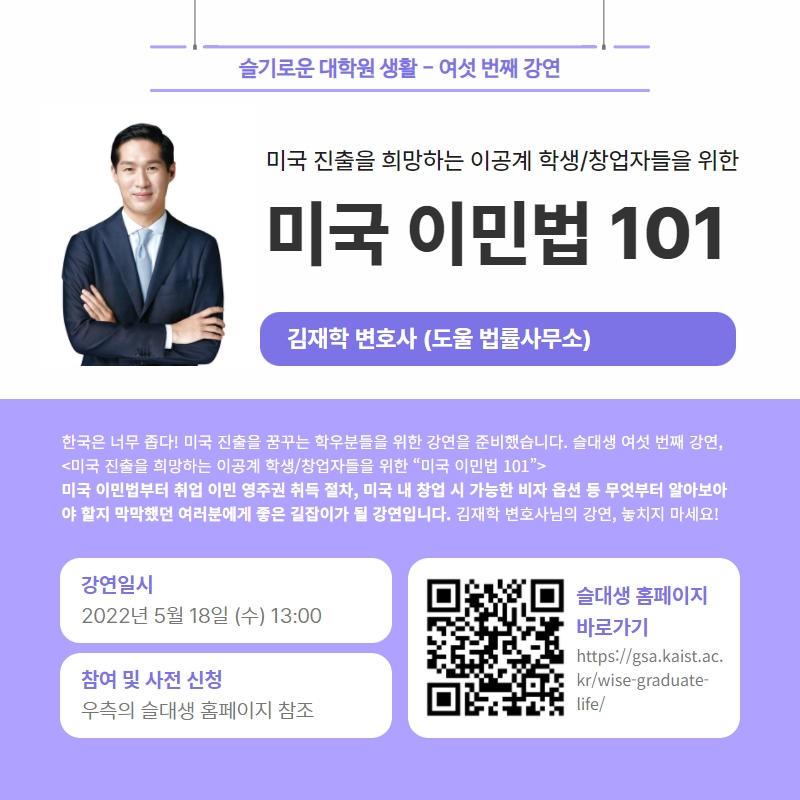 슬기로운 대학원 생활 – 여섯 번째 강연
미국 진출을 희망하는 이공계 학생/창업자들을 위한
미국 이민법 101
김재학 변호사 (도울 법률사무소)
한국은 너무 좁다! 미국 진출을 꿈꾸는 학우분들을 위한 강연을 준비했습니다. 슬대생 여섯 번째 강연,
<미국 진출을 희망하는 이공계 학생/창업자들을 위한 “미국 이민법 101”>
미국 이민법부터 취업 이민 영주권 취득 절차, 미국 내 창업 시 가능한 비자 옵션 등 무엇부터 알아보아
야 할지 막막했던 여러분에게 좋은 길잡이가 될 강연입니다. 김재학 변호사님의 강연, 놓치지 마세요!
강연일시
2022년 5월 18일 (수) 13:00
참여 및 사전 신청
우측의 슬대생 홈페이지 참조
슬대생 홈페이지
바로가기
https://gsa.kaist.ac.
kr/wise-graduate-
life/